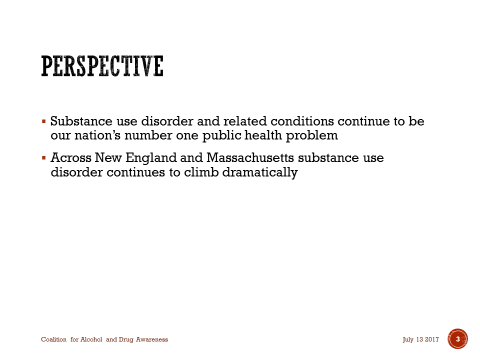 PERSPECTIVE
▪ Substance use disorder and related conditions continue to be
our nation's number one public health problem
▪ Across New England and Massachusetts substance use
disorder continues to climb dramatically
Coalition for Alcohol and Drug Awareness
July 13 2017
3